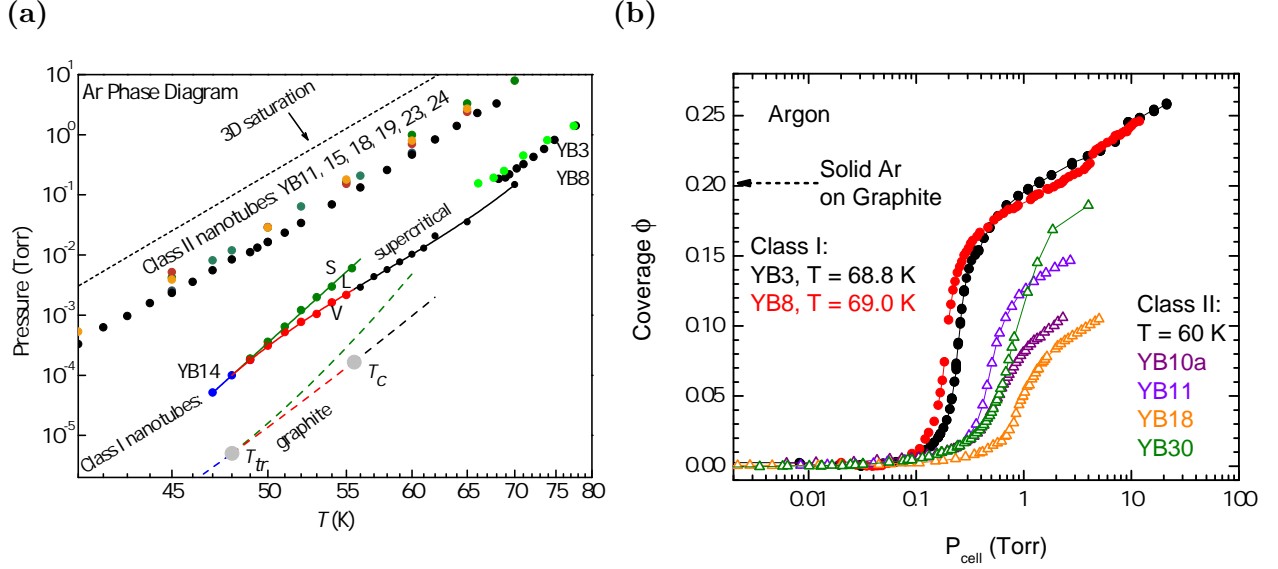 (a)
Ar Phase Diagram
3D saturation
Class II nanotubes: YB11, 15, 18, 19, 23, 24
YB3
YB8
supercritical
S
L
V
YB14
Class I nanotubes:
T_C
graphite
T_tr
Pressure (Torr)
10^1
10^0
10^-1
10^-2
10^-3
10^-4
10^-5
45
50
55
60
65
70
75
80
T (K)
(b)
Argon
Solid Ar
on Graphite
Class I:
YB3, T = 68.8 K
YB8, T = 69.0 K
Class II:
T = 60 K
YB10a
YB11
YB18
YB30
Coverage ϕ
0.25
0.20
0.15
0.10
0.05
0.00
0.01
0.1
1
10
100
P_cell (Torr)